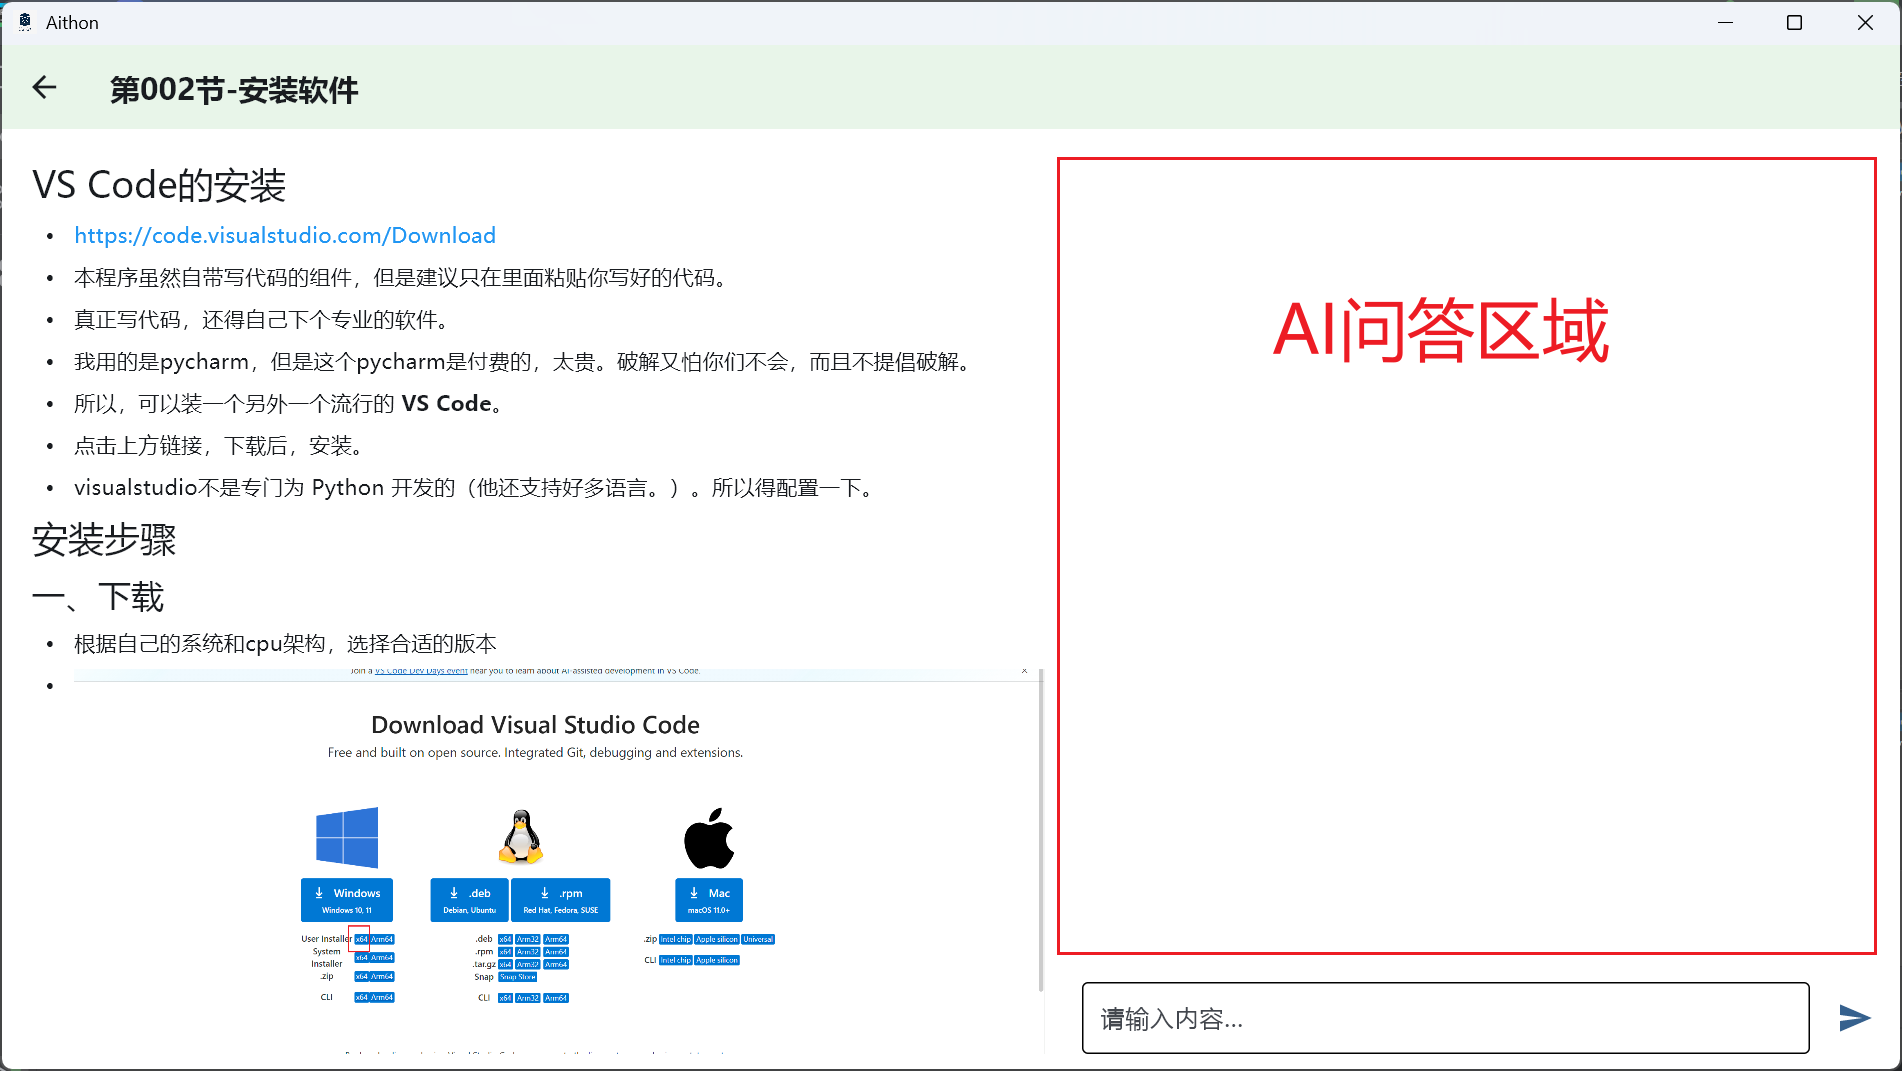 Aithon
第002节-安装软件
VS Code的安装
• https://code.visualstudio.com/Download
• 本程序虽然自带写代码的组件，但是建议只在里面粘贴你写好的代码。
• 真正写代码，还得自己下个专业的软件。
• 我用的是pycharm，但是这个pycharm是付费的，太贵。破解又怕你们不会，而且不提倡破解。
• 所以，可以装一个另外一个流行的 VS Code。
• 点击上方链接，下载后，安装。
• visualstudio不是专门为 Python 开发的（他还支持好多语言。）。所以得配置一下。
安装步骤
一、下载
• 根据自己的系统和cpu架构，选择合适的版本
Join a VS Code Dev Days event near you to learn about AI-assisted development in VS Code.
Download Visual Studio Code
Free and built on open source. Integrated Git, debugging and extensions.
Windows
Windows 10, 11
User Installer x64 Arm64
System Installer x64 Arm64
.zip x64 Arm64
CLI x64 Arm64
.deb
Debian, Ubuntu
.rpm
Red Hat, Fedora, SUSE
.deb x64 Arm32 Arm64
.rpm x64 Arm32 Arm64
.tar.gz x64 Arm32 Arm64
Snap Snap Store
CLI x64 Arm32 Arm64
Mac
macOS 11.0+
.zip Intel chip Apple silicon Universal
CLI Intel chip Apple silicon
AI问答区域
请输入内容...